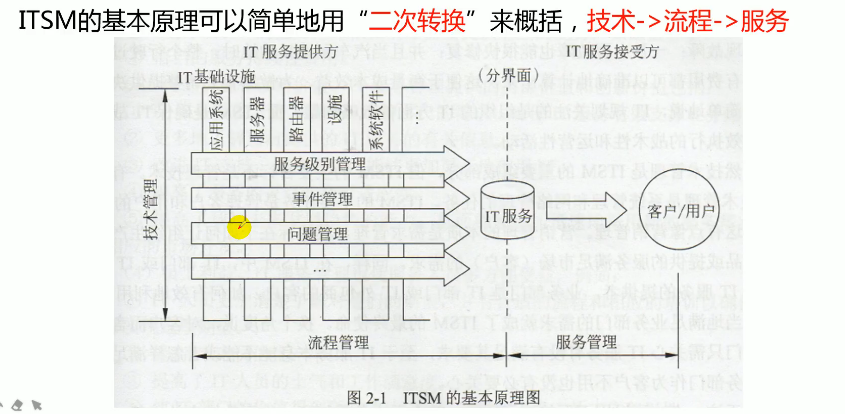 ITSM的基本原理可以简单地用“二次转换”来概括，技术->流程->服务
IT 服务提供方
IT 服务接受方
IT基础设施
（分界面）
应用系统
服务器
路由器
设施
系统软件
…
技术管理
服务级别管理
事件管理
问题管理
…
IT 服务
客户/用户
流程管理
服务管理
图 2-1 ITSM 的基本原理图